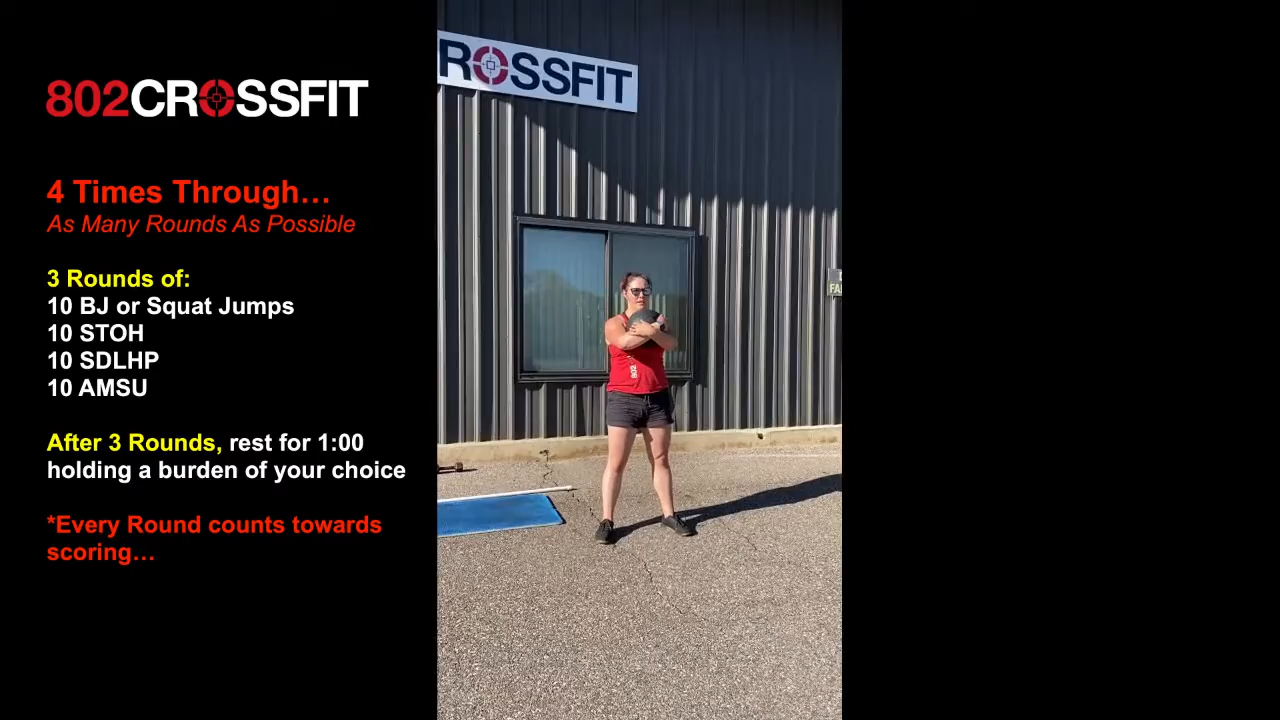 802CROSSFIT
4 Times Through…
As Many Rounds As Possible
3 Rounds of:
10 BJ or Squat Jumps
10 STOH
10 SDLHP
10 AMSU
After 3 Rounds, rest for 1:00
holding a burden of your choice
*Every Round counts towards
scoring…
ROSSFIT